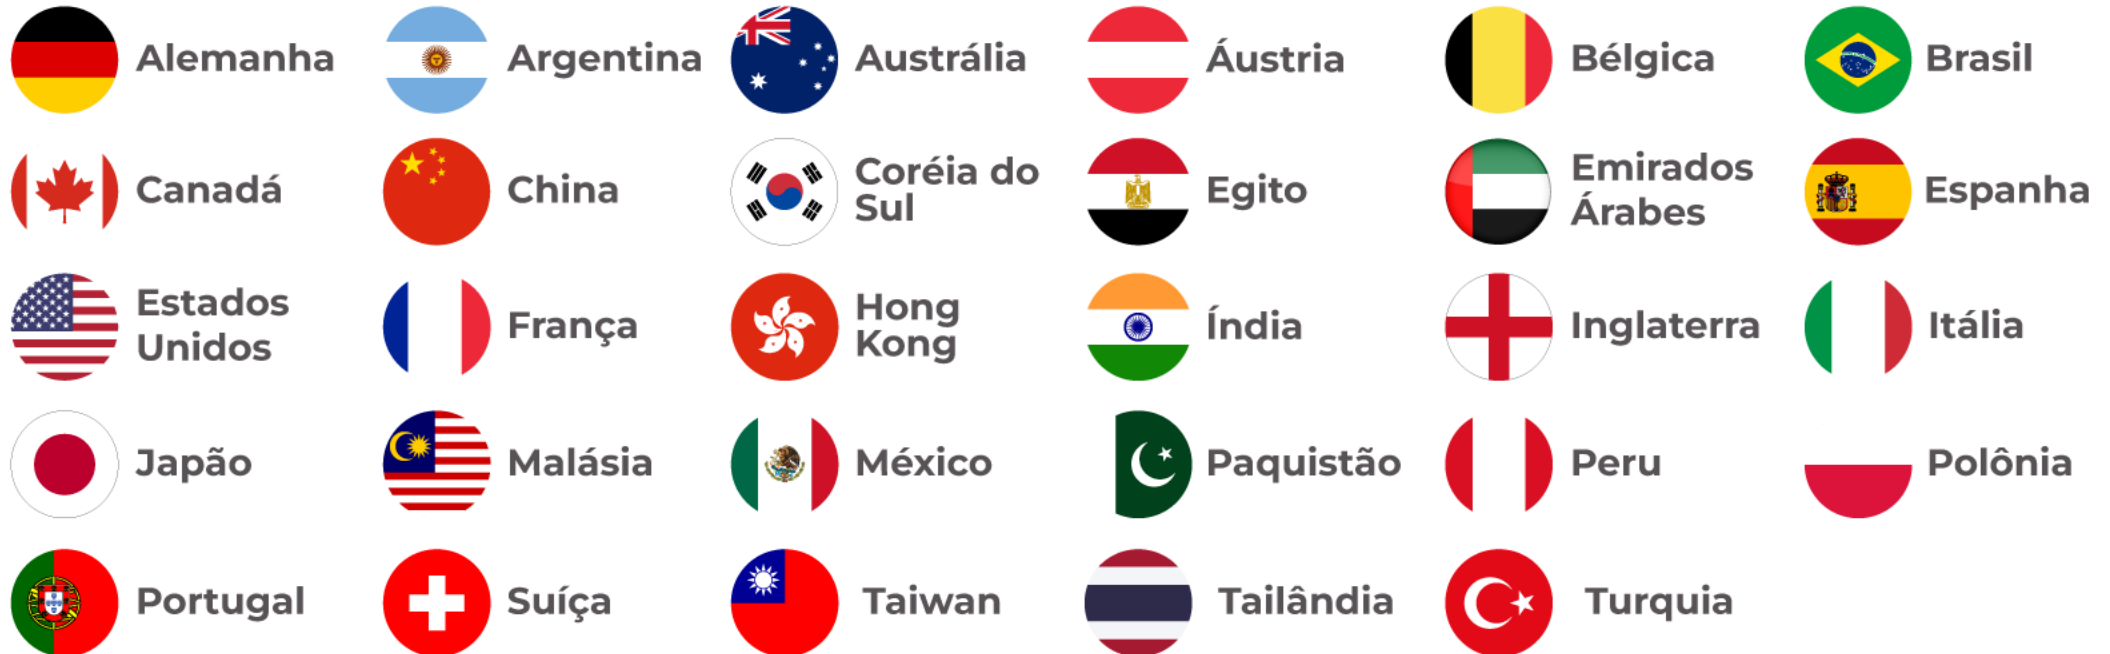 Alemanha
Argentina
Austrália
Áustria
Bélgica
Brasil
Canadá
China
Coréia do
Sul
Egito
Emirados
Árabes
Espanha
Estados
Unidos
França
Hong
Kong
Índia
Inglaterra
Itália
Japão
Malásia
México
Paquistão
Peru
Polônia
Portugal
Suíça
Taiwan
Tailândia
Turquia